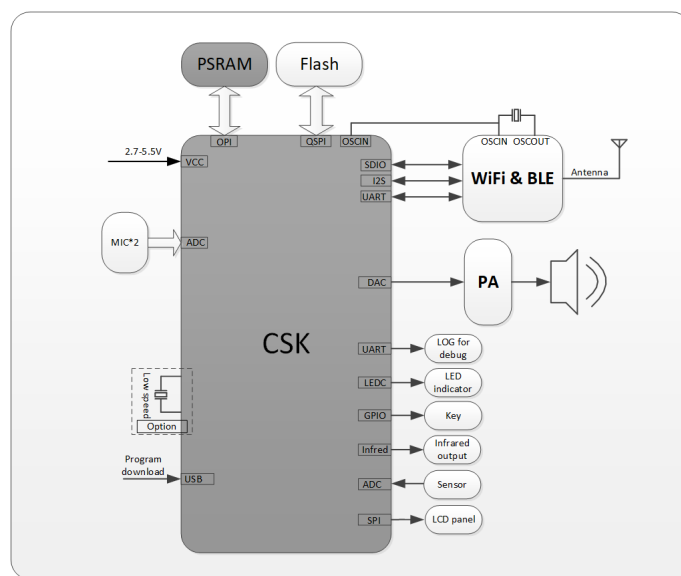 PSRAM
Flash
OPI
QSPI
OSCIN
OSCIN OSCOUT
2.7-5.5V
VCC
SDIO
I2S
UART
WiFi & BLE
Antenna
MIC*2
ADC
DAC
PA
CSK
UART
LOG for
debug
LEDC
LED
indicator
Low speed
Option
GPIO
Key
Infred
Infrared
output
Program
download
USB
ADC
Sensor
SPI
LCD panel